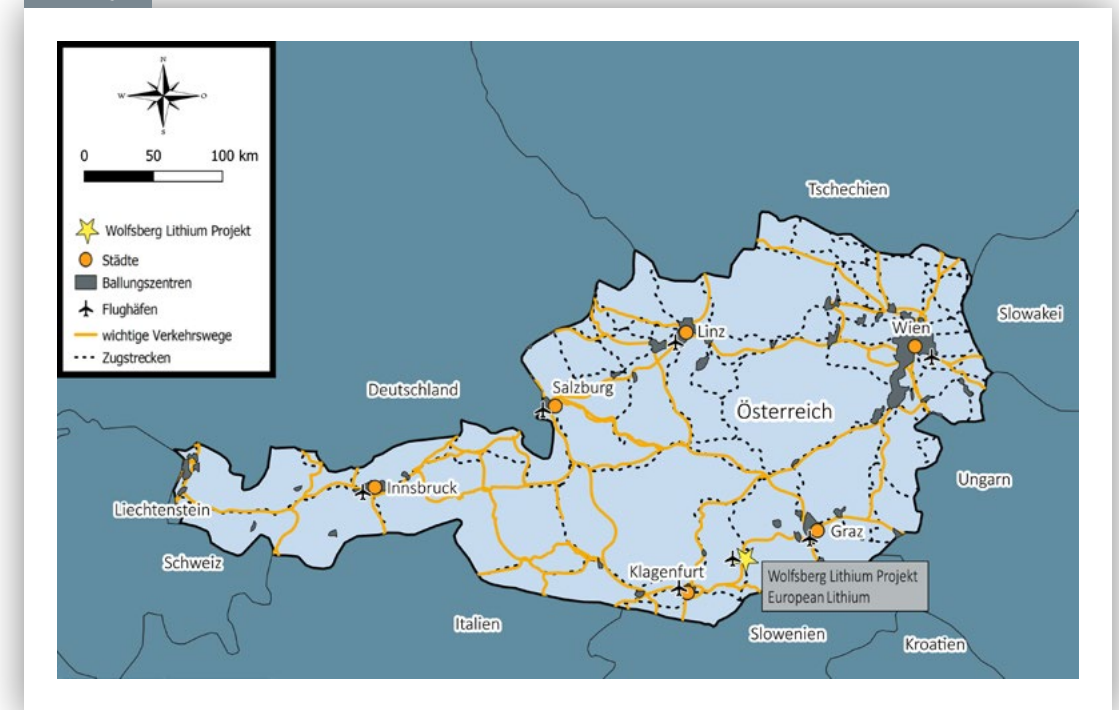 N
W O
S
0 50 100 km
Wolfsberg Lithium Projekt
Städte
Ballungszentren
Flughäfen
wichtige Verkehrswege
Zugstrecken
Tschechien
Slowakei
Linz
Wien
Deutschland
Salzburg
Österreich
Ungarn
Innsbruck
Liechtenstein
Graz
Schweiz
Klagenfurt
Wolfsberg Lithium Projekt
European Lithium
Italien
Slowenien
Kroatien